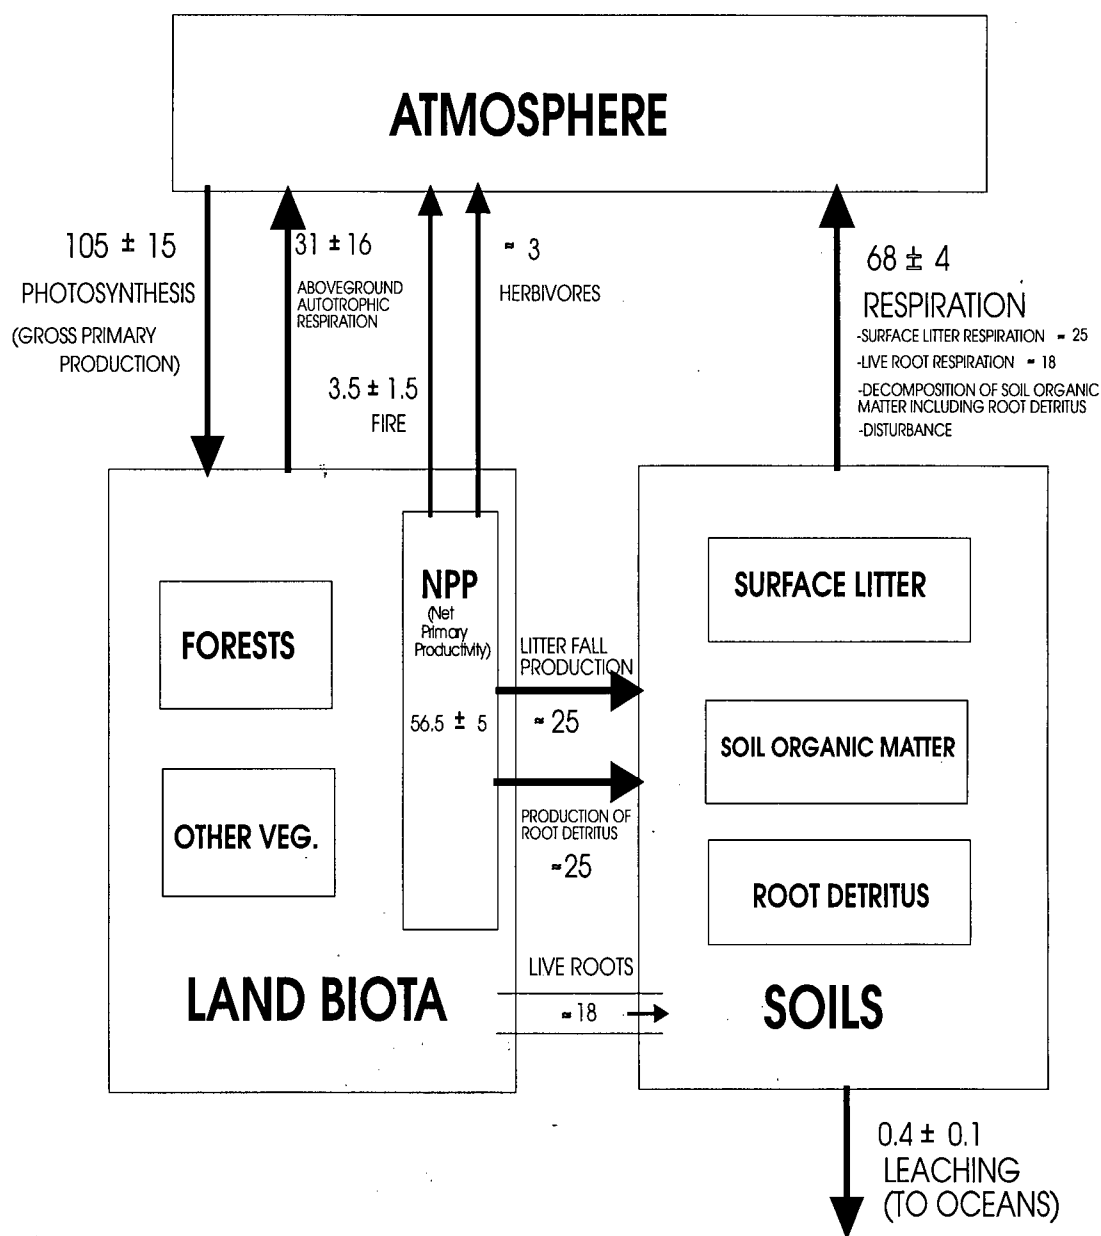 ATMOSPHERE
105 ± 15
PHOTOSYNTHESIS
(GROSS PRIMARY
PRODUCTION)
31 ± 16
ABOVEGROUND
AUTOTROPHIC
RESPIRATION
3.5 ± 1.5
FIRE
≈ 3
HERBIVORES
68 ± 4
RESPIRATION
-SURFACE LITTER RESPIRATION ≈ 25
-LIVE ROOT RESPIRATION ≈ 18
-DECOMPOSITION OF SOIL ORGANIC
MATTER INCLUDING ROOT DETRITUS
-DISTURBANCE
FORESTS
OTHER VEG.
LAND BIOTA
NPP
(Net
Primary
Productivity)
56.5 ± 5
LITTER FALL
PRODUCTION
≈ 25
PRODUCTION OF
ROOT DETRITUS
≈25
LIVE ROOTS
≈ 18
SURFACE LITTER
SOIL ORGANIC MATTER
ROOT DETRITUS
SOILS
0.4 ± 0.1
LEACHING
(TO OCEANS)